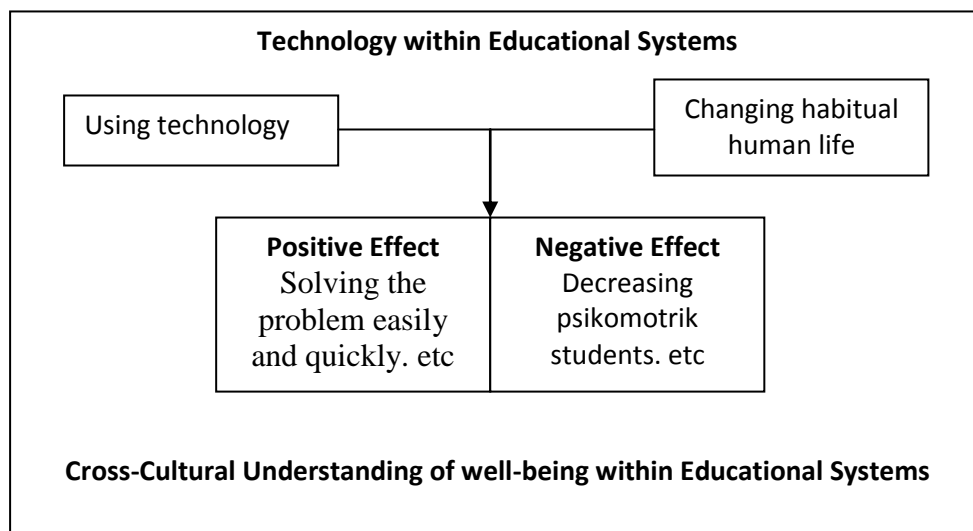 Technology within Educational Systems
Using technology
Changing habitual
human life
Positive Effect
Solving the
problem easily
and quickly. etc
Negative Effect
Decreasing
psikomotrik
students. etc
Cross-Cultural Understanding of well-being within Educational Systems